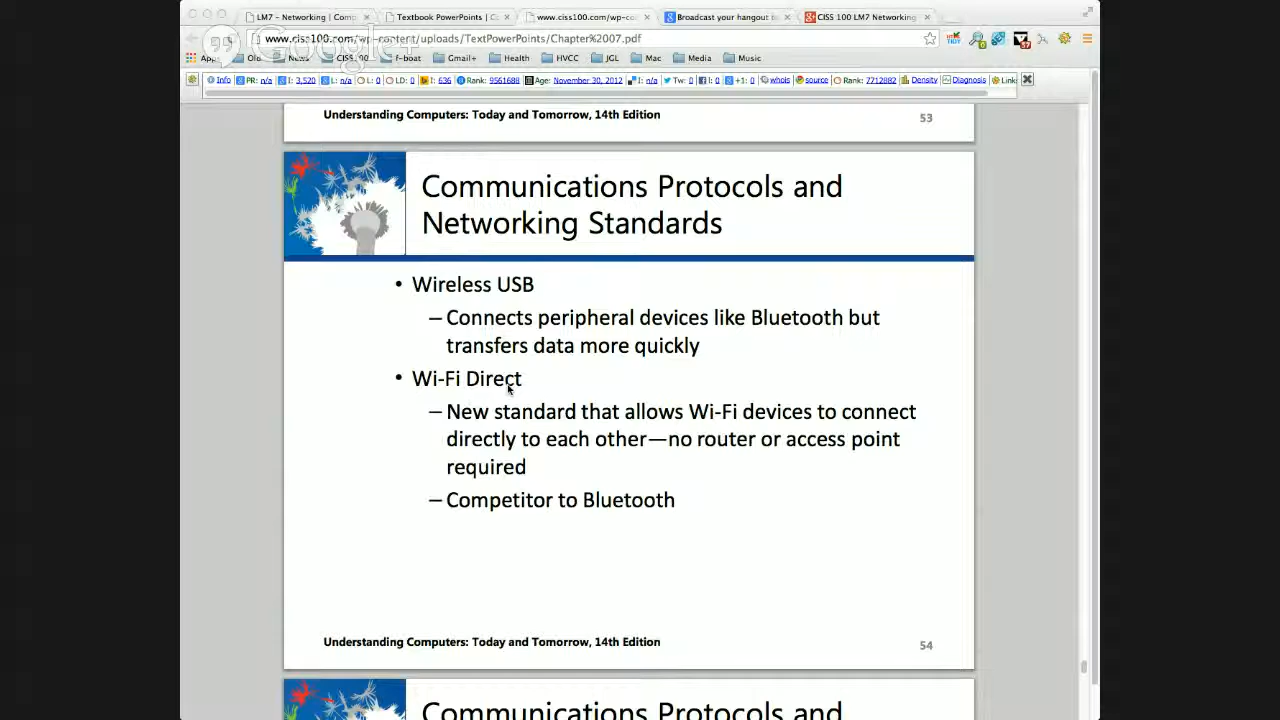 LM7 – Networking | Comp
Textbook PowerPoints | C
www.ciss100.com/wp-co
Broadcast your hangout
CISS 100 LM7 Networking
Google+
www.ciss100.com/wp-content/uploads/TextPowerPoints/Chapter%2007.pdf
Apps Old News CISS100 f-boat Gmail+ Health HVCC JGL Mac Media Music
Info PR: n/a I: 3,520 L: n/a L: 0 LD: 0 I: 636 Rank: 9561688 Age: November 30, 2012 I: n/a Tw: 0 l: 0 +1: 0 whois source Rank: 7712882 Density Diagnosis Links
Understanding Computers: Today and Tomorrow, 14th Edition 53
Communications Protocols and
Networking Standards
• Wireless USB
– Connects peripheral devices like Bluetooth but
transfers data more quickly
• Wi-Fi Direct
– New standard that allows Wi-Fi devices to connect
directly to each other—no router or access point
required
– Competitor to Bluetooth
Understanding Computers: Today and Tomorrow, 14th Edition 54
Communications Protocols and